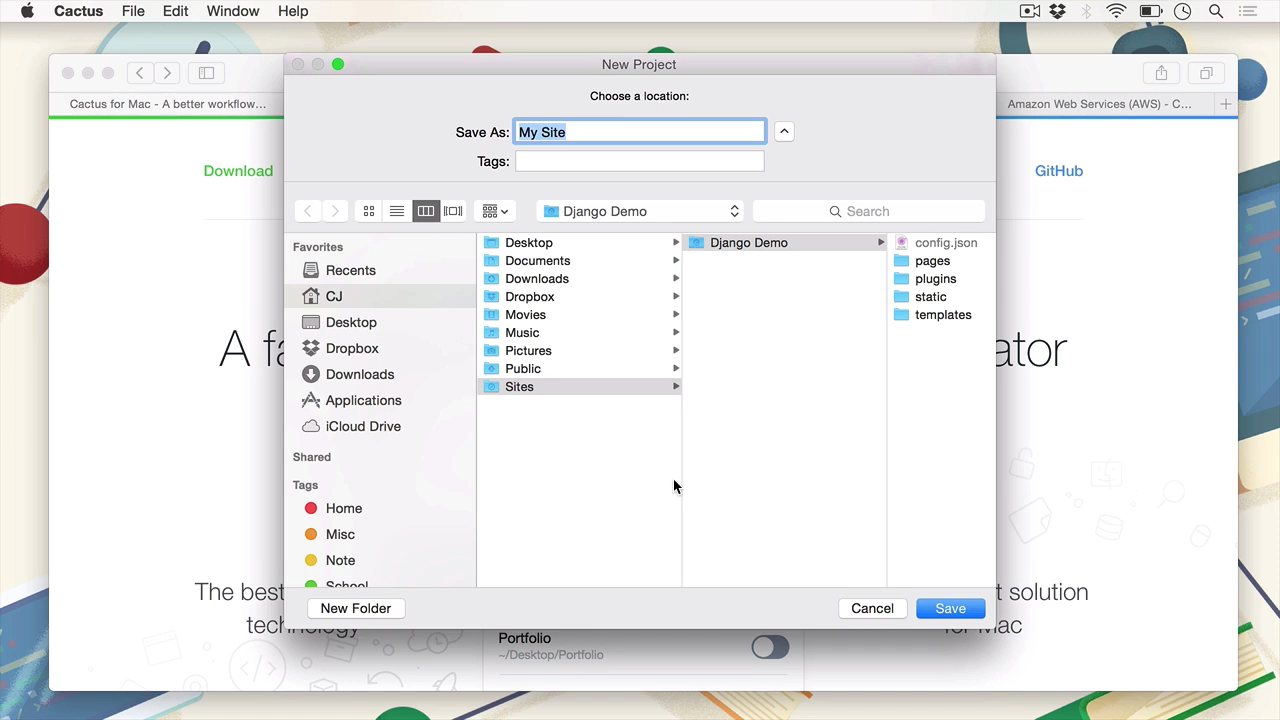 Cactus File Edit Window Help
New Project
Cactus for Mac - A better workflow…
Amazon Web Services (AWS) - C…
Choose a location:
Save As: My Site
Tags:
Download
GitHub
Django Demo
Search
Favorites
Recents
CJ
Desktop
Dropbox
Downloads
Applications
iCloud Drive
Shared
Tags
Home
Misc
Note
School
Desktop
Documents
Downloads
Dropbox
Movies
Music
Pictures
Public
Sites
Django Demo
config.json
pages
plugins
static
templates
A fa
ator
The best
t solution
technology
for Mac
New Folder
Cancel
Save
Portfolio
~/Desktop/Portfolio